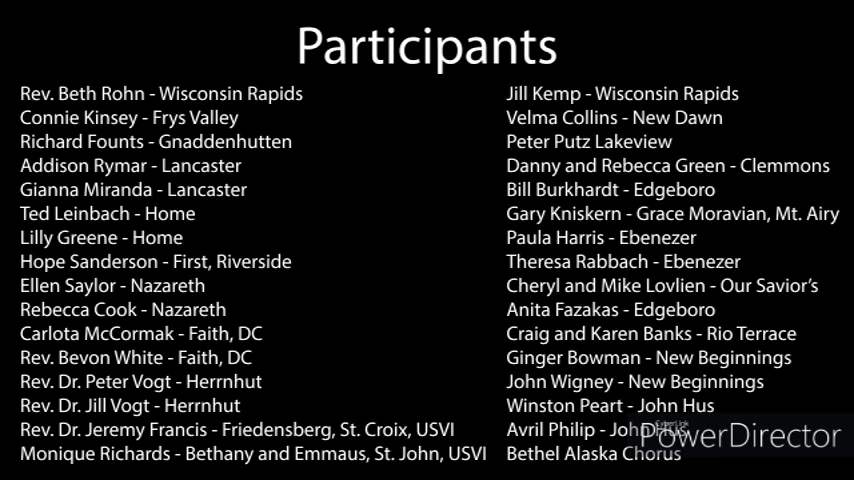 Participants
Rev. Beth Rohn - Wisconsin Rapids
Connie Kinsey - Frys Valley
Richard Founts - Gnaddenhutten
Addison Rymar - Lancaster
Gianna Miranda - Lancaster
Ted Leinbach - Home
Lilly Greene - Home
Hope Sanderson - First, Riverside
Ellen Saylor - Nazareth
Rebecca Cook - Nazareth
Carlota McCormak - Faith, DC
Rev. Bevon White - Faith, DC
Rev. Dr. Peter Vogt - Herrnhut
Rev. Dr. Jill Vogt - Herrnhut
Rev. Dr. Jeremy Francis - Friedensberg, St. Croix, USVI
Monique Richards - Bethany and Emmaus, St. John, USVI
Jill Kemp - Wisconsin Rapids
Velma Collins - New Dawn
Peter Putz Lakeview
Danny and Rebecca Green - Clemmons
Bill Burkhardt - Edgeboro
Gary Kniskern - Grace Moravian, Mt. Airy
Paula Harris - Ebenezer
Theresa Rabbach - Ebenezer
Cheryl and Mike Lovlien - Our Savior's
Anita Fazakas - Edgeboro
Craig and Karen Banks - Rio Terrace
Ginger Bowman - New Beginnings
John Wigney - New Beginnings
Winston Peart - John Hus
Avril Philip - John Hus
Bethel Alaska Chorus
PowerDirector